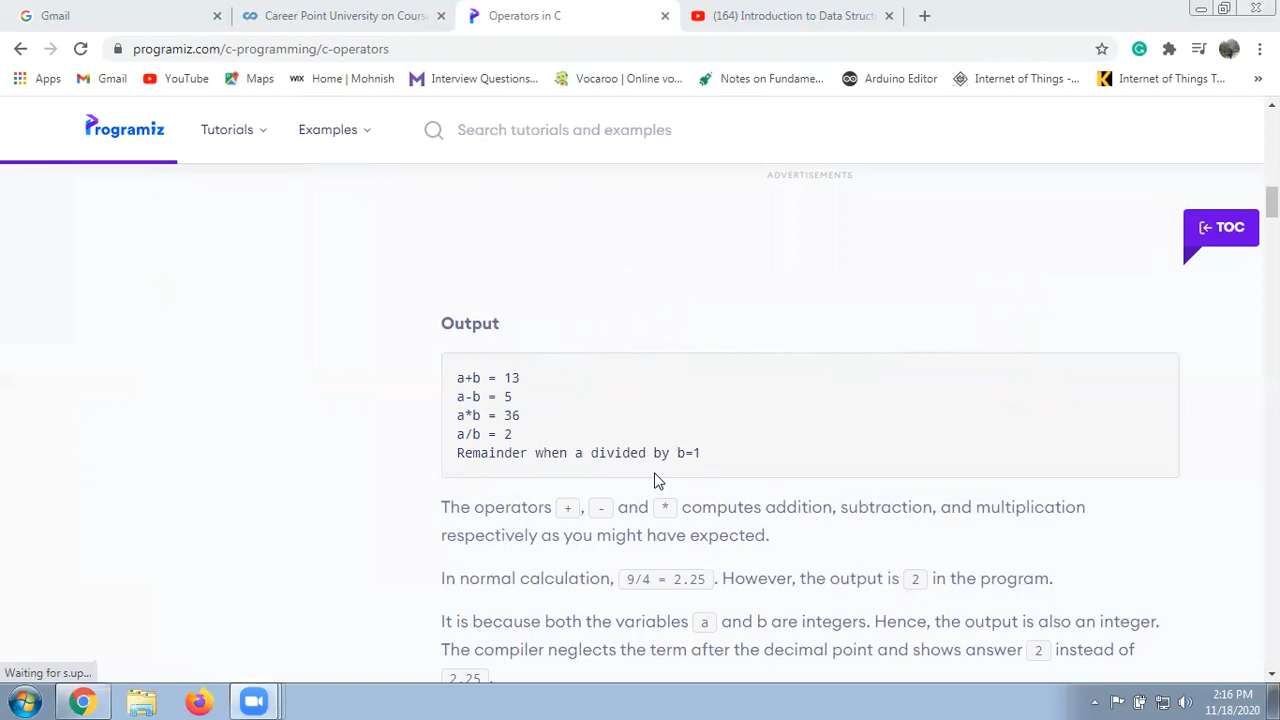 Gmail
Career Point University on Cours
Operators in C
(164) Introduction to Data Struct
programiz.com/c-programming/c-operators
Apps
Gmail
YouTube
Maps
WIX Home | Mohnish
Interview Questions...
Vocaroo | Online vo...
Notes on Fundame...
Arduino Editor
Internet of Things -...
Internet of Things T...
»
Programiz
Tutorials
Examples
Search tutorials and examples
ADVERTISEMENTS
TOC
Output
a+b = 13
a-b = 5
a*b = 36
a/b = 2
Remainder when a divided by b=1
The operators + , - and * computes addition, subtraction, and multiplication
respectively as you might have expected.
In normal calculation, 9/4 = 2.25 . However, the output is 2 in the program.
It is because both the variables a and b are integers. Hence, the output is also an integer.
The compiler neglects the term after the decimal point and shows answer 2 instead of
2.25 .
Waiting for s.up...
2:16 PM
11/18/2020